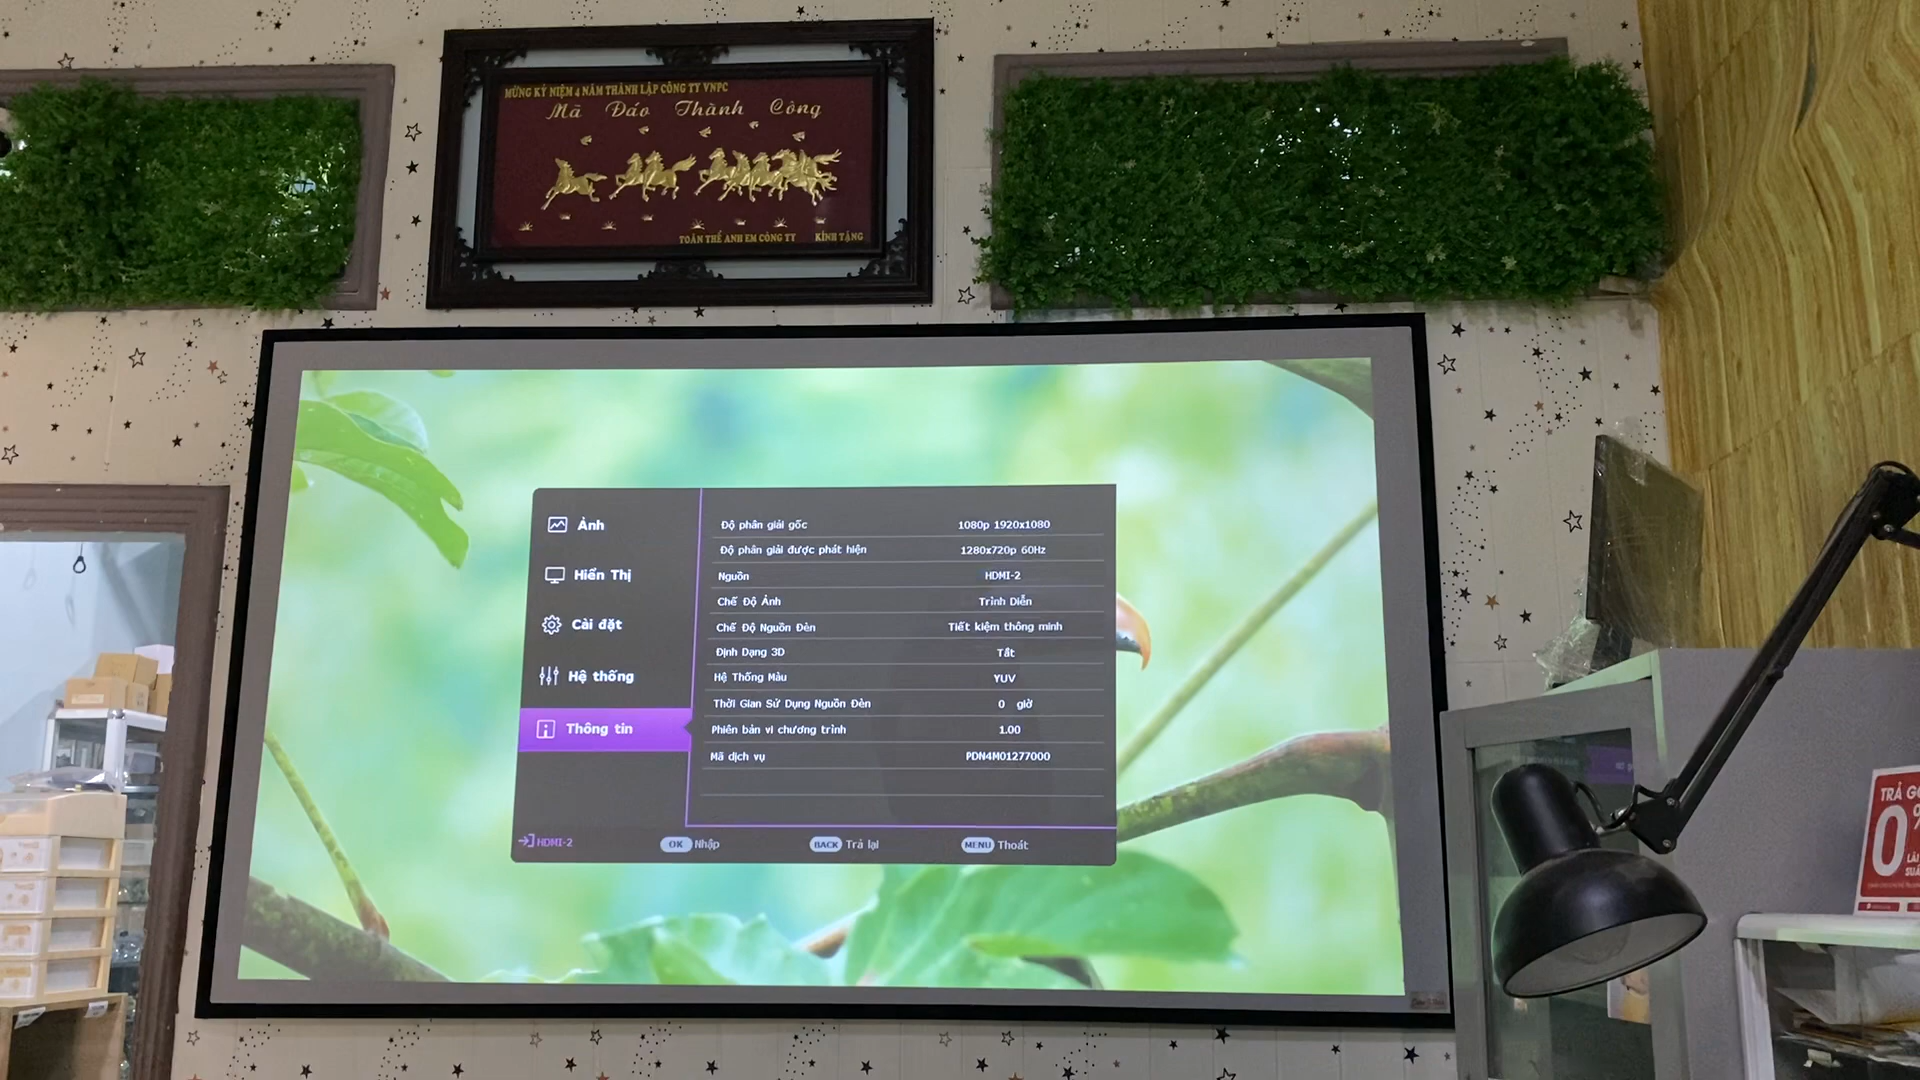 MỪNG KỶ NIỆM 4 NĂM THÀNH LẬP CÔNG TY VNPC
Mã Đáo Thành Công
TOÀN THỂ ANH EM CÔNG TY KÍNH TẶNG
Ảnh
Hiển Thị
Cài đặt
Hệ thống
Thông tin
Độ phân giải gốc 1080p 1920x1080
Độ phân giải được phát hiện 1280x720p 60Hz
Nguồn HDMI-2
Chế Độ Ảnh Trình Diễn
Chế Độ Nguồn Đèn Tiết kiệm thông minh
Định Dạng 3D Tắt
Hệ Thống Màu YUV
Thời Gian Sử Dụng Nguồn Đèn 0 giờ
Phiên bản vi chương trình 1.00
Mã dịch vụ PDN4M01277000
HDMI-2 OK Nhập BACK Trả lại MENU Thoát
TRẢ
0
LÃI
SUẤ